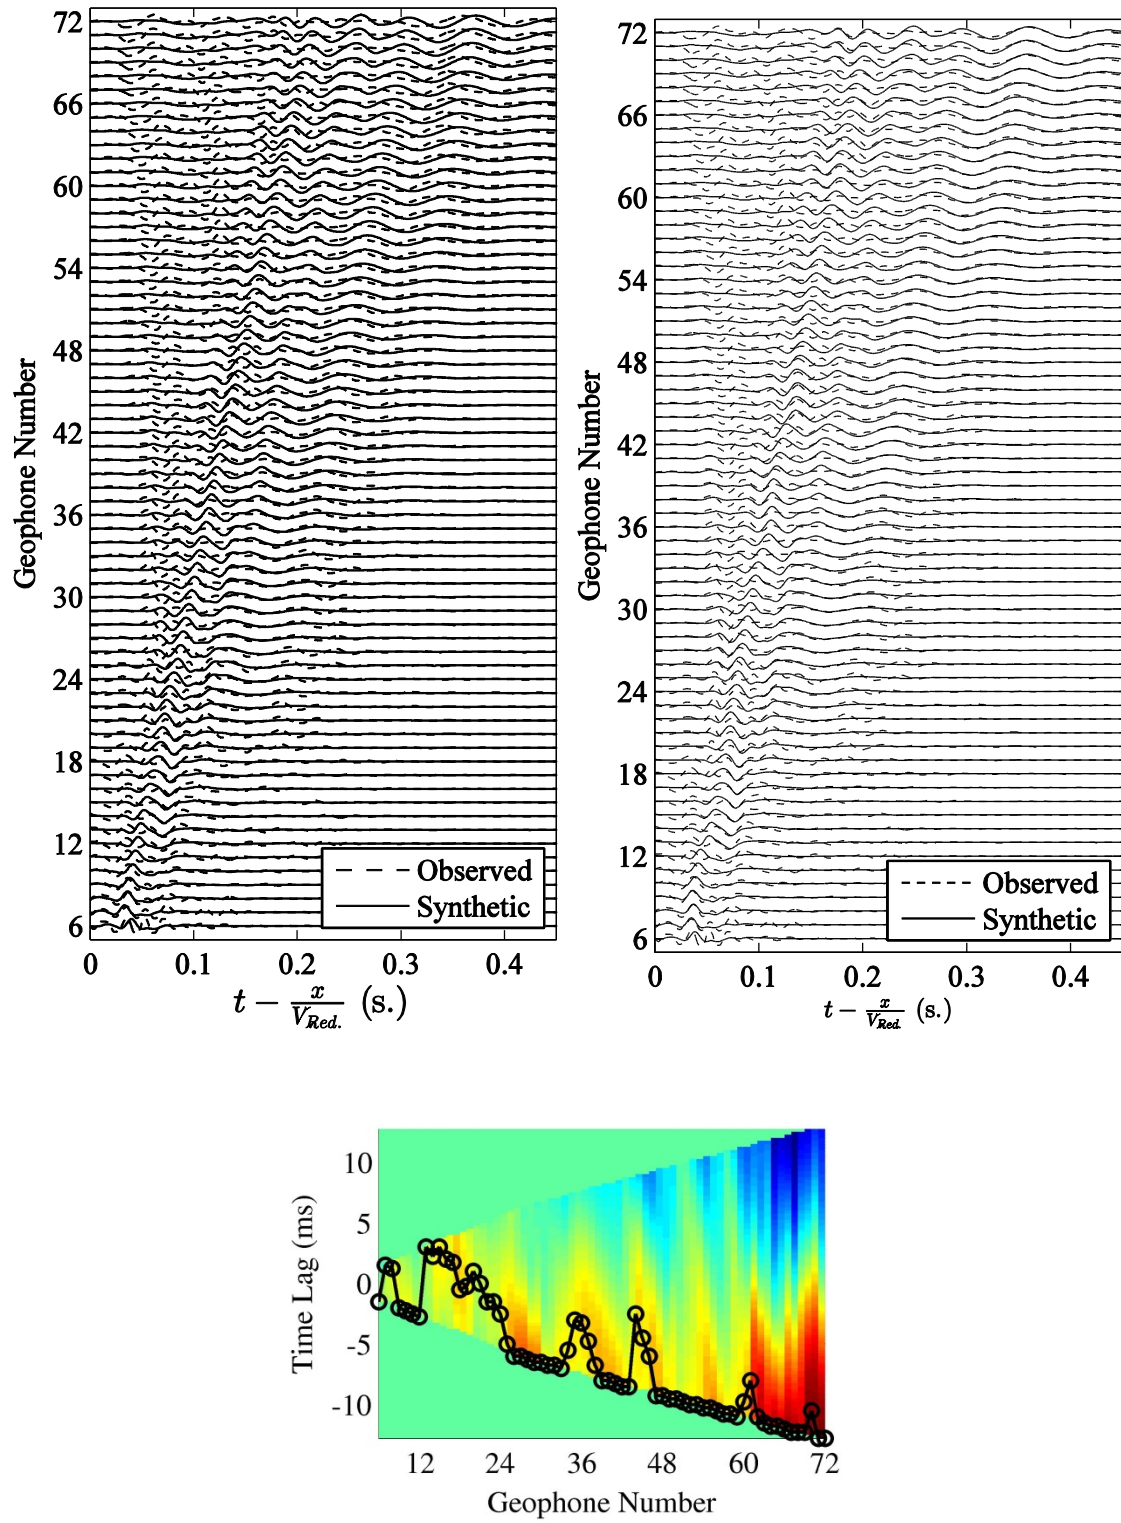 72
66
60
54
48
42
36
30
24
18
12
6
Geophone Number
Observed
Synthetic
0 0.1 0.2 0.3 0.4
t − x/V_Red. (s.)
72
66
60
54
48
42
36
30
24
18
12
6
Geophone Number
Observed
Synthetic
0 0.1 0.2 0.3 0.4
t − x/V_Red. (s.)
10
5
0
-5
-10
Time Lag (ms)
12 24 36 48 60 72
Geophone Number